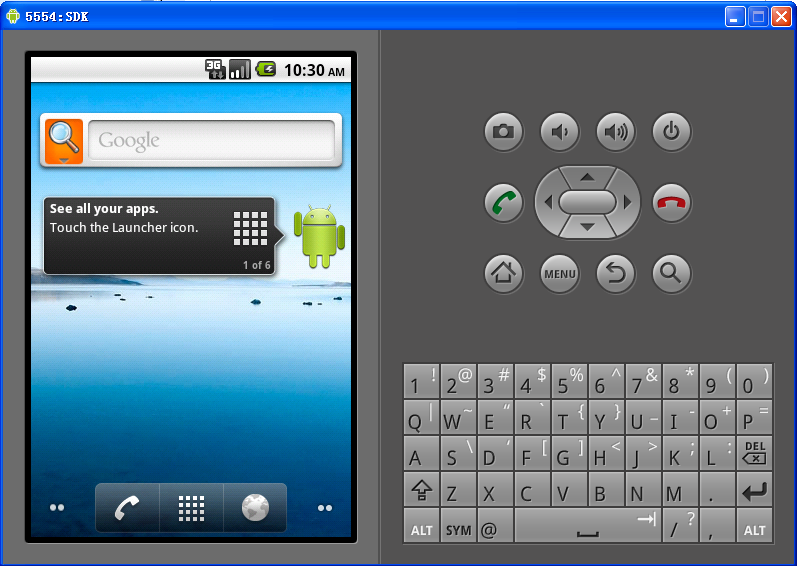 5554:SDK
3G
10:30 AM
Google
See all your apps.
Touch the Launcher icon.
1 of 6
MENU
1 ! 2 @ 3 # 4 $ 5 % 6 ^ 7 & 8 * 9 ( 0 )
Q | W ~ E “ R ` T { Y } U _ I - O + P =
A S \ D ‘ F [ G ] H < J > K ; L : DEL
Z X C V B N M .
ALT SYM @ / ? , ALT